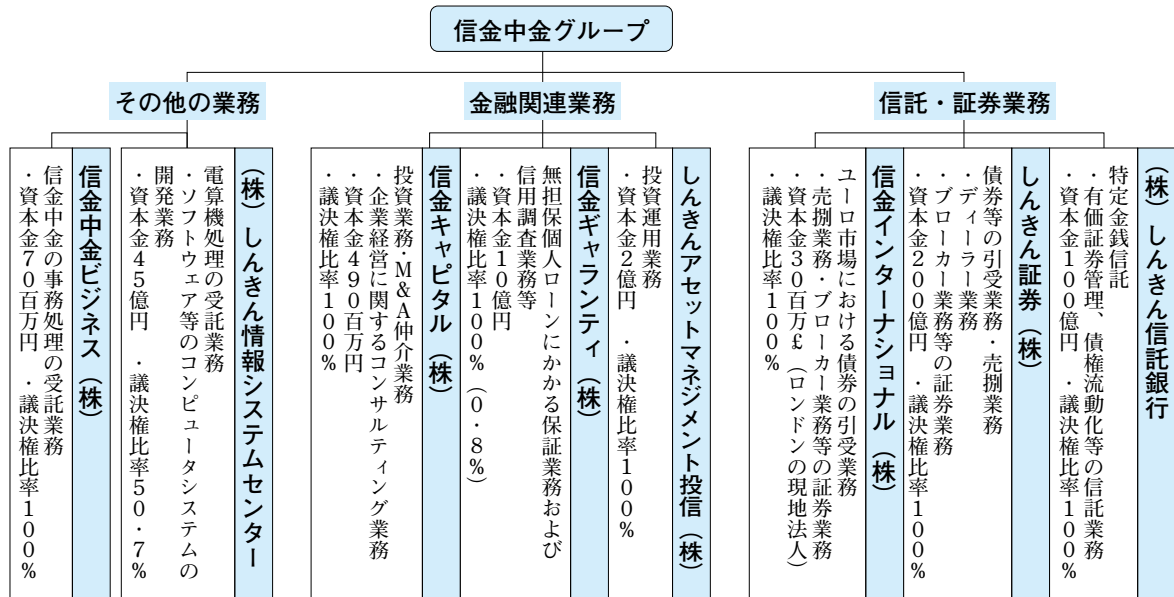 信金中金グループ
信託・証券業務
(株)しんきん信託銀行
特定金銭信託
・有価証券管理、債権流動化等の信託業務
・資本金100億円 ・議決権比率100%
しんきん証券(株)
債券等の引受業務・売捌業務
・ディーラー業務
・ブローカー業務等の証券業務
・資本金200億円 ・議決権比率100%
信金インターナショナル(株)
ユーロ市場における債券の引受業務
・売捌業務・ブローカー業務等の証券業務
・資本金30百万£(ロンドンの現地法人)
・議決権比率100%
金融関連業務
しんきんアセットマネジメント投信(株)
投資運用業務
・資本金2億円 ・議決権比率100%
信金ギャランティ(株)
無担保個人ローンにかかる保証業務および
信用調査業務等
・資本金10億円
・議決権比率100%(0・8%)
信金キャピタル(株)
投資業務・M&A仲介業務
・企業経営に関するコンサルティング業務
・資本金490百万円
・議決権比率100%
その他の業務
(株)しんきん情報システムセンター
電算機処理の受託業務
・ソフトウェア等のコンピュータシステムの
開発業務
・資本金45億円 ・議決権比率50・7%
信金中金ビジネス(株)
信金中金の事務処理の受託業務
・資本金70百万円 ・議決権比率100%